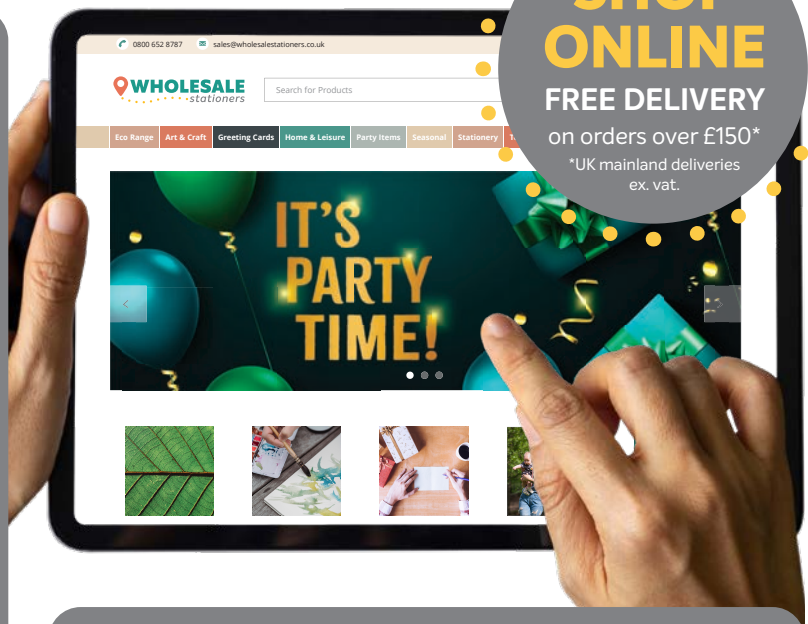 SHOP
ONLINE
FREE DELIVERY
on orders over £150*
*UK mainland deliveries
ex. vat.
0800 652 8787 sales@wholesalestationers.co.uk
WHOLESALE
stationers
Search for Products
Eco Range Art & Craft Greeting Cards Home & Leisure Party Items Seasonal Stationery
IT'S
PARTY
TIME!